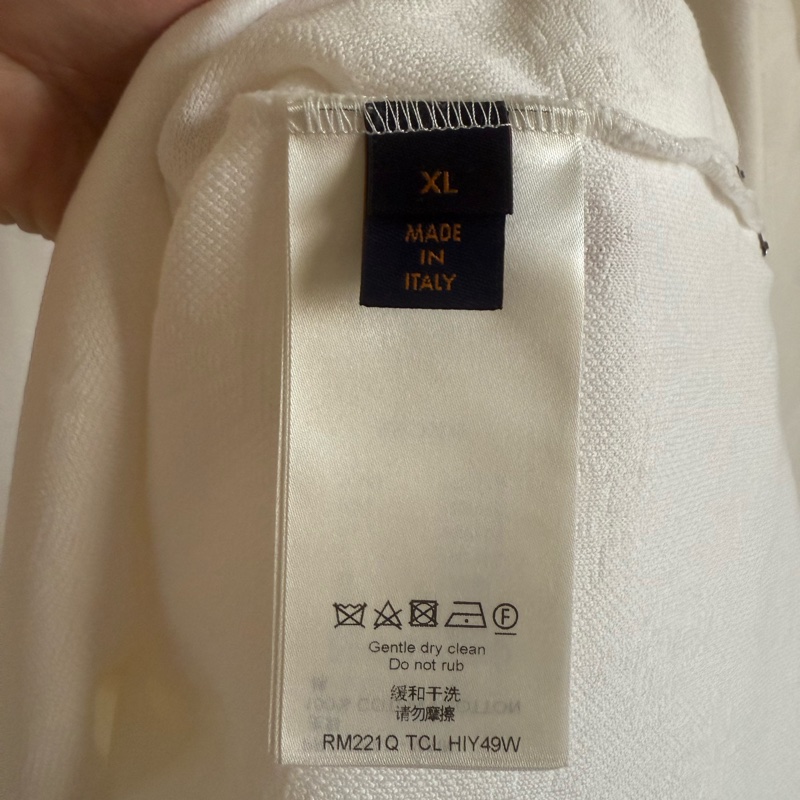 XL
MADE
IN
ITALY
Gentle dry clean
Do not rub
缓和干洗
请勿摩擦
RM221Q TCL HIY49W